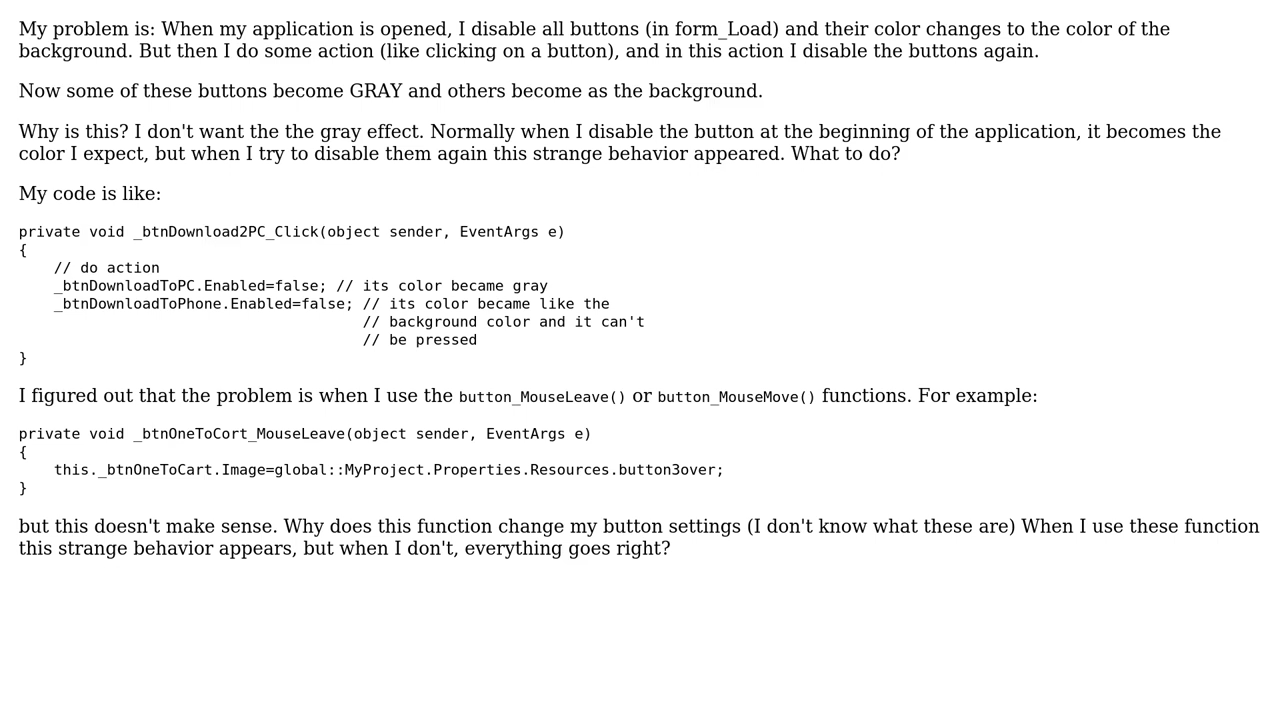 My problem is: When my application is opened, I disable all buttons (in form_Load) and their color changes to the color of the
background. But then I do some action (like clicking on a button), and in this action I disable the buttons again.
Now some of these buttons become GRAY and others become as the background.
Why is this? I don't want the the gray effect. Normally when I disable the button at the beginning of the application, it becomes the
color I expect, but when I try to disable them again this strange behavior appeared. What to do?
My code is like:
private void _btnDownload2PC_Click(object sender, EventArgs e)
{
    // do action
    _btnDownloadToPC.Enabled=false; // its color became gray
    _btnDownloadToPhone.Enabled=false; // its color became like the
                                       // background color and it can't
                                       // be pressed
}
I figured out that the problem is when I use the button_MouseLeave() or button_MouseMove() functions. For example:
private void _btnOneToCort_MouseLeave(object sender, EventArgs e)
{
    this._btnOneToCart.Image=global::MyProject.Properties.Resources.button3over;
}
but this doesn't make sense. Why does this function change my button settings (I don't know what these are) When I use these function
this strange behavior appears, but when I don't, everything goes right?